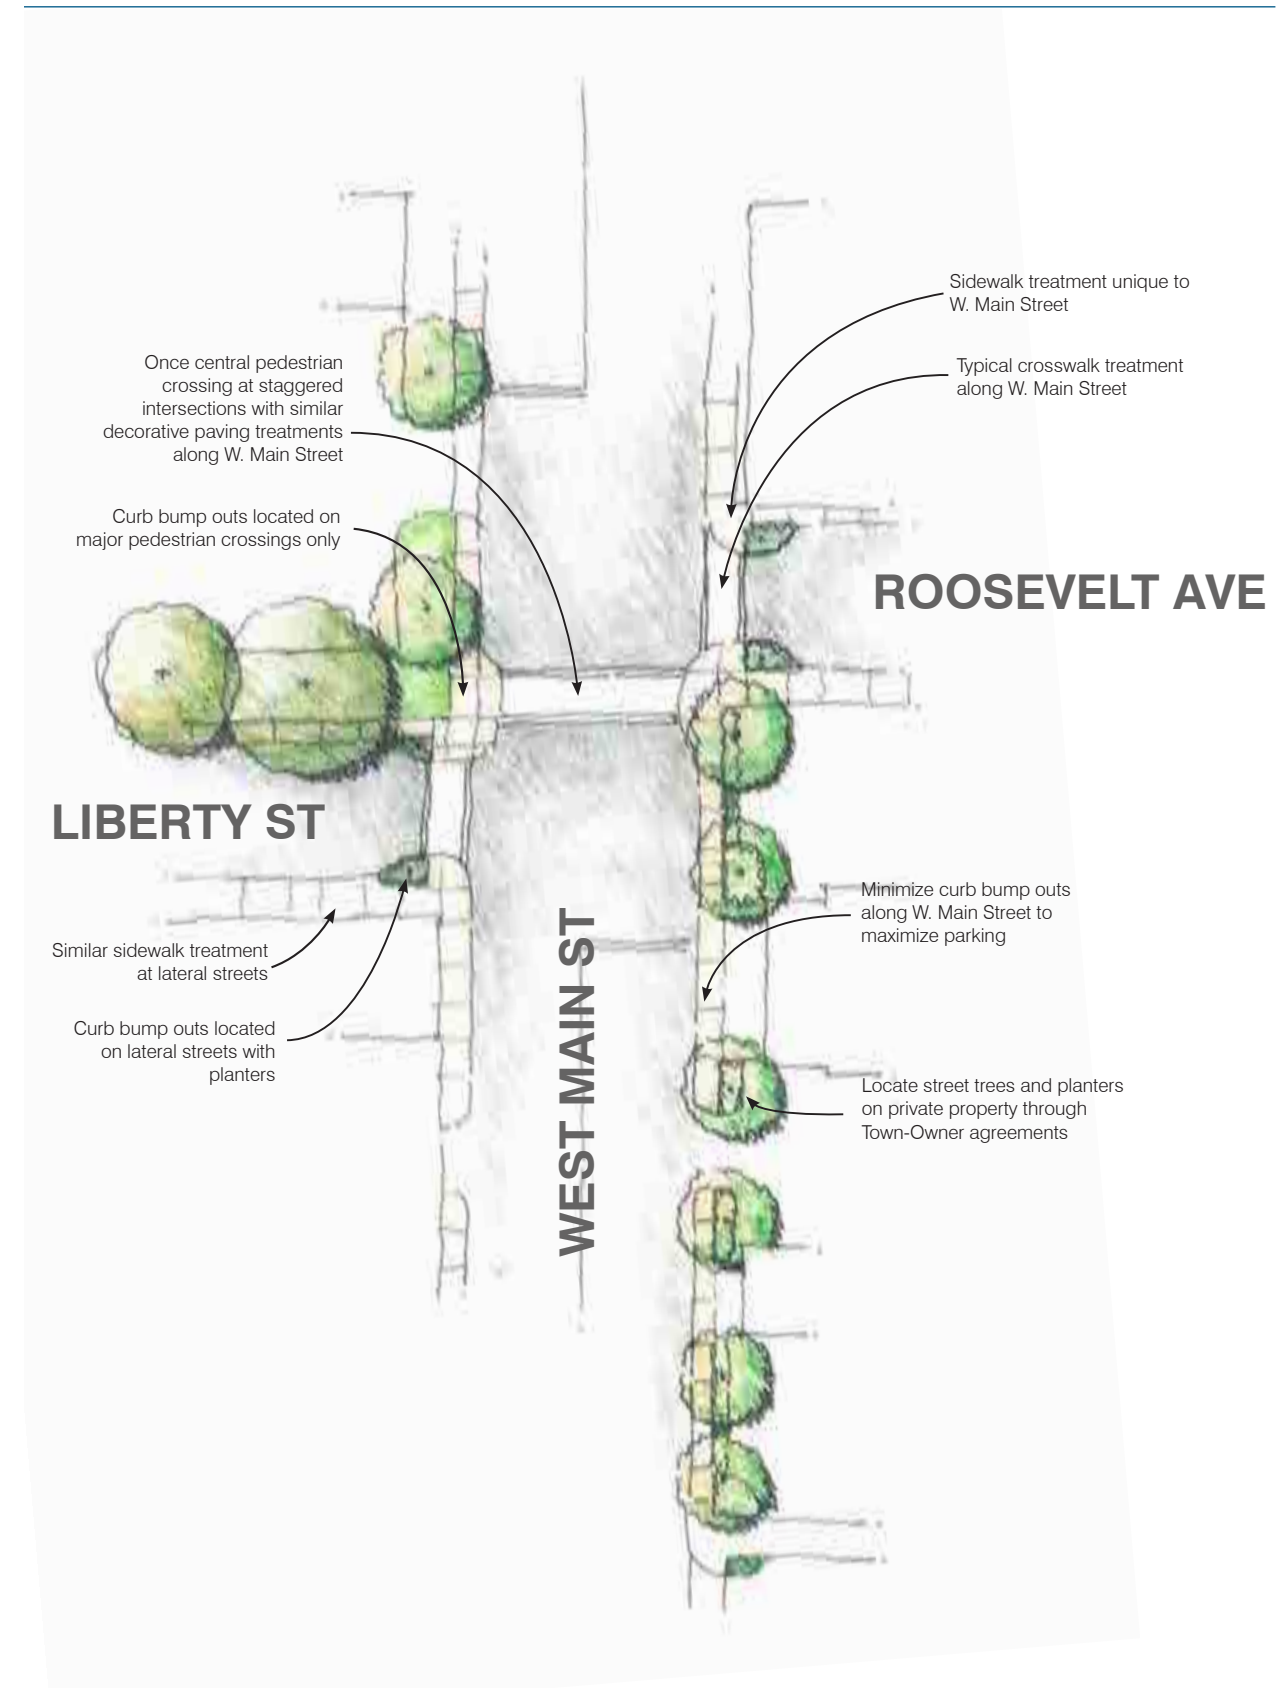 Sidewalk treatment unique to
W. Main Street
Typical crosswalk treatment
along W. Main Street
Once central pedestrian
crossing at staggered
intersections with similar
decorative paving treatments
along W. Main Street
Curb bump outs located on
major pedestrian crossings only
ROOSEVELT AVE
LIBERTY ST
Minimize curb bump outs
along W. Main Street to
maximize parking
WEST MAIN ST
Similar sidewalk treatment
at lateral streets
Curb bump outs located
on lateral streets with
planters
Locate street trees and planters
on private property through
Town-Owner agreements